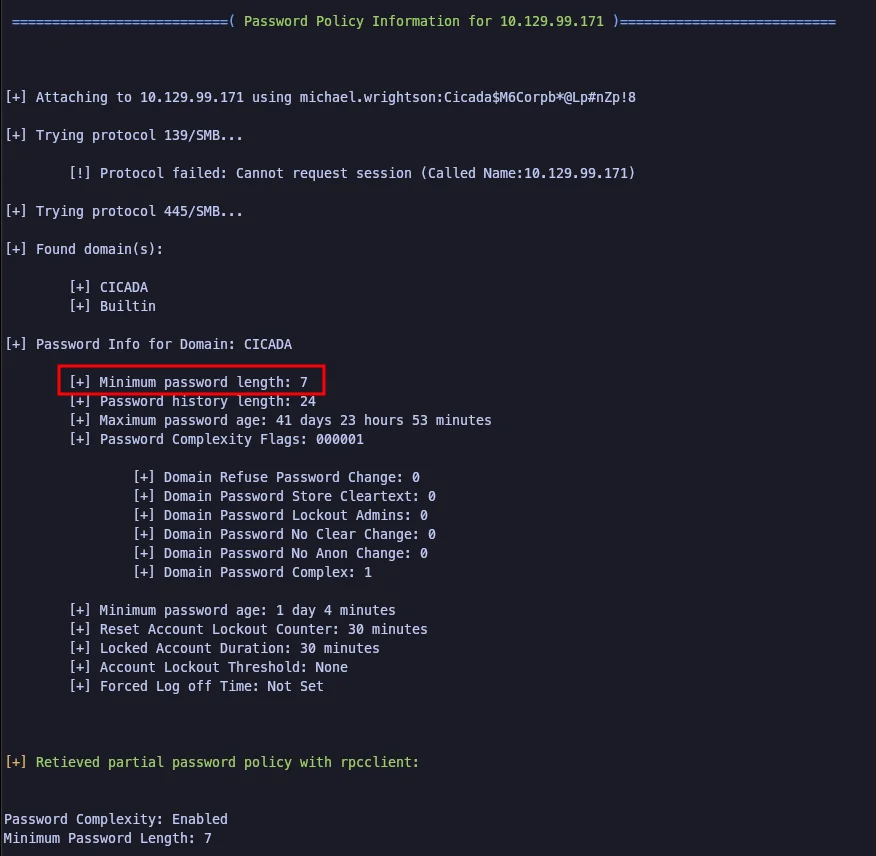 ===========================( Password Policy Information for 10.129.99.171 )===========================
[+] Attaching to 10.129.99.171 using michael.wrightson:Cicada$M6Corpb*@Lp#nZp!8
[+] Trying protocol 139/SMB...
[!] Protocol failed: Cannot request session (Called Name:10.129.99.171)
[+] Trying protocol 445/SMB...
[+] Found domain(s):
[+] CICADA
[+] Builtin
[+] Password Info for Domain: CICADA
[+] Minimum password length: 7
[+] Password history length: 24
[+] Maximum password age: 41 days 23 hours 53 minutes
[+] Password Complexity Flags: 000001
[+] Domain Refuse Password Change: 0
[+] Domain Password Store Cleartext: 0
[+] Domain Password Lockout Admins: 0
[+] Domain Password No Clear Change: 0
[+] Domain Password No Anon Change: 0
[+] Domain Password Complex: 1
[+] Minimum password age: 1 day 4 minutes
[+] Reset Account Lockout Counter: 30 minutes
[+] Locked Account Duration: 30 minutes
[+] Account Lockout Threshold: None
[+] Forced Log off Time: Not Set
[+] Retieved partial password policy with rpcclient:
Password Complexity: Enabled
Minimum Password Length: 7